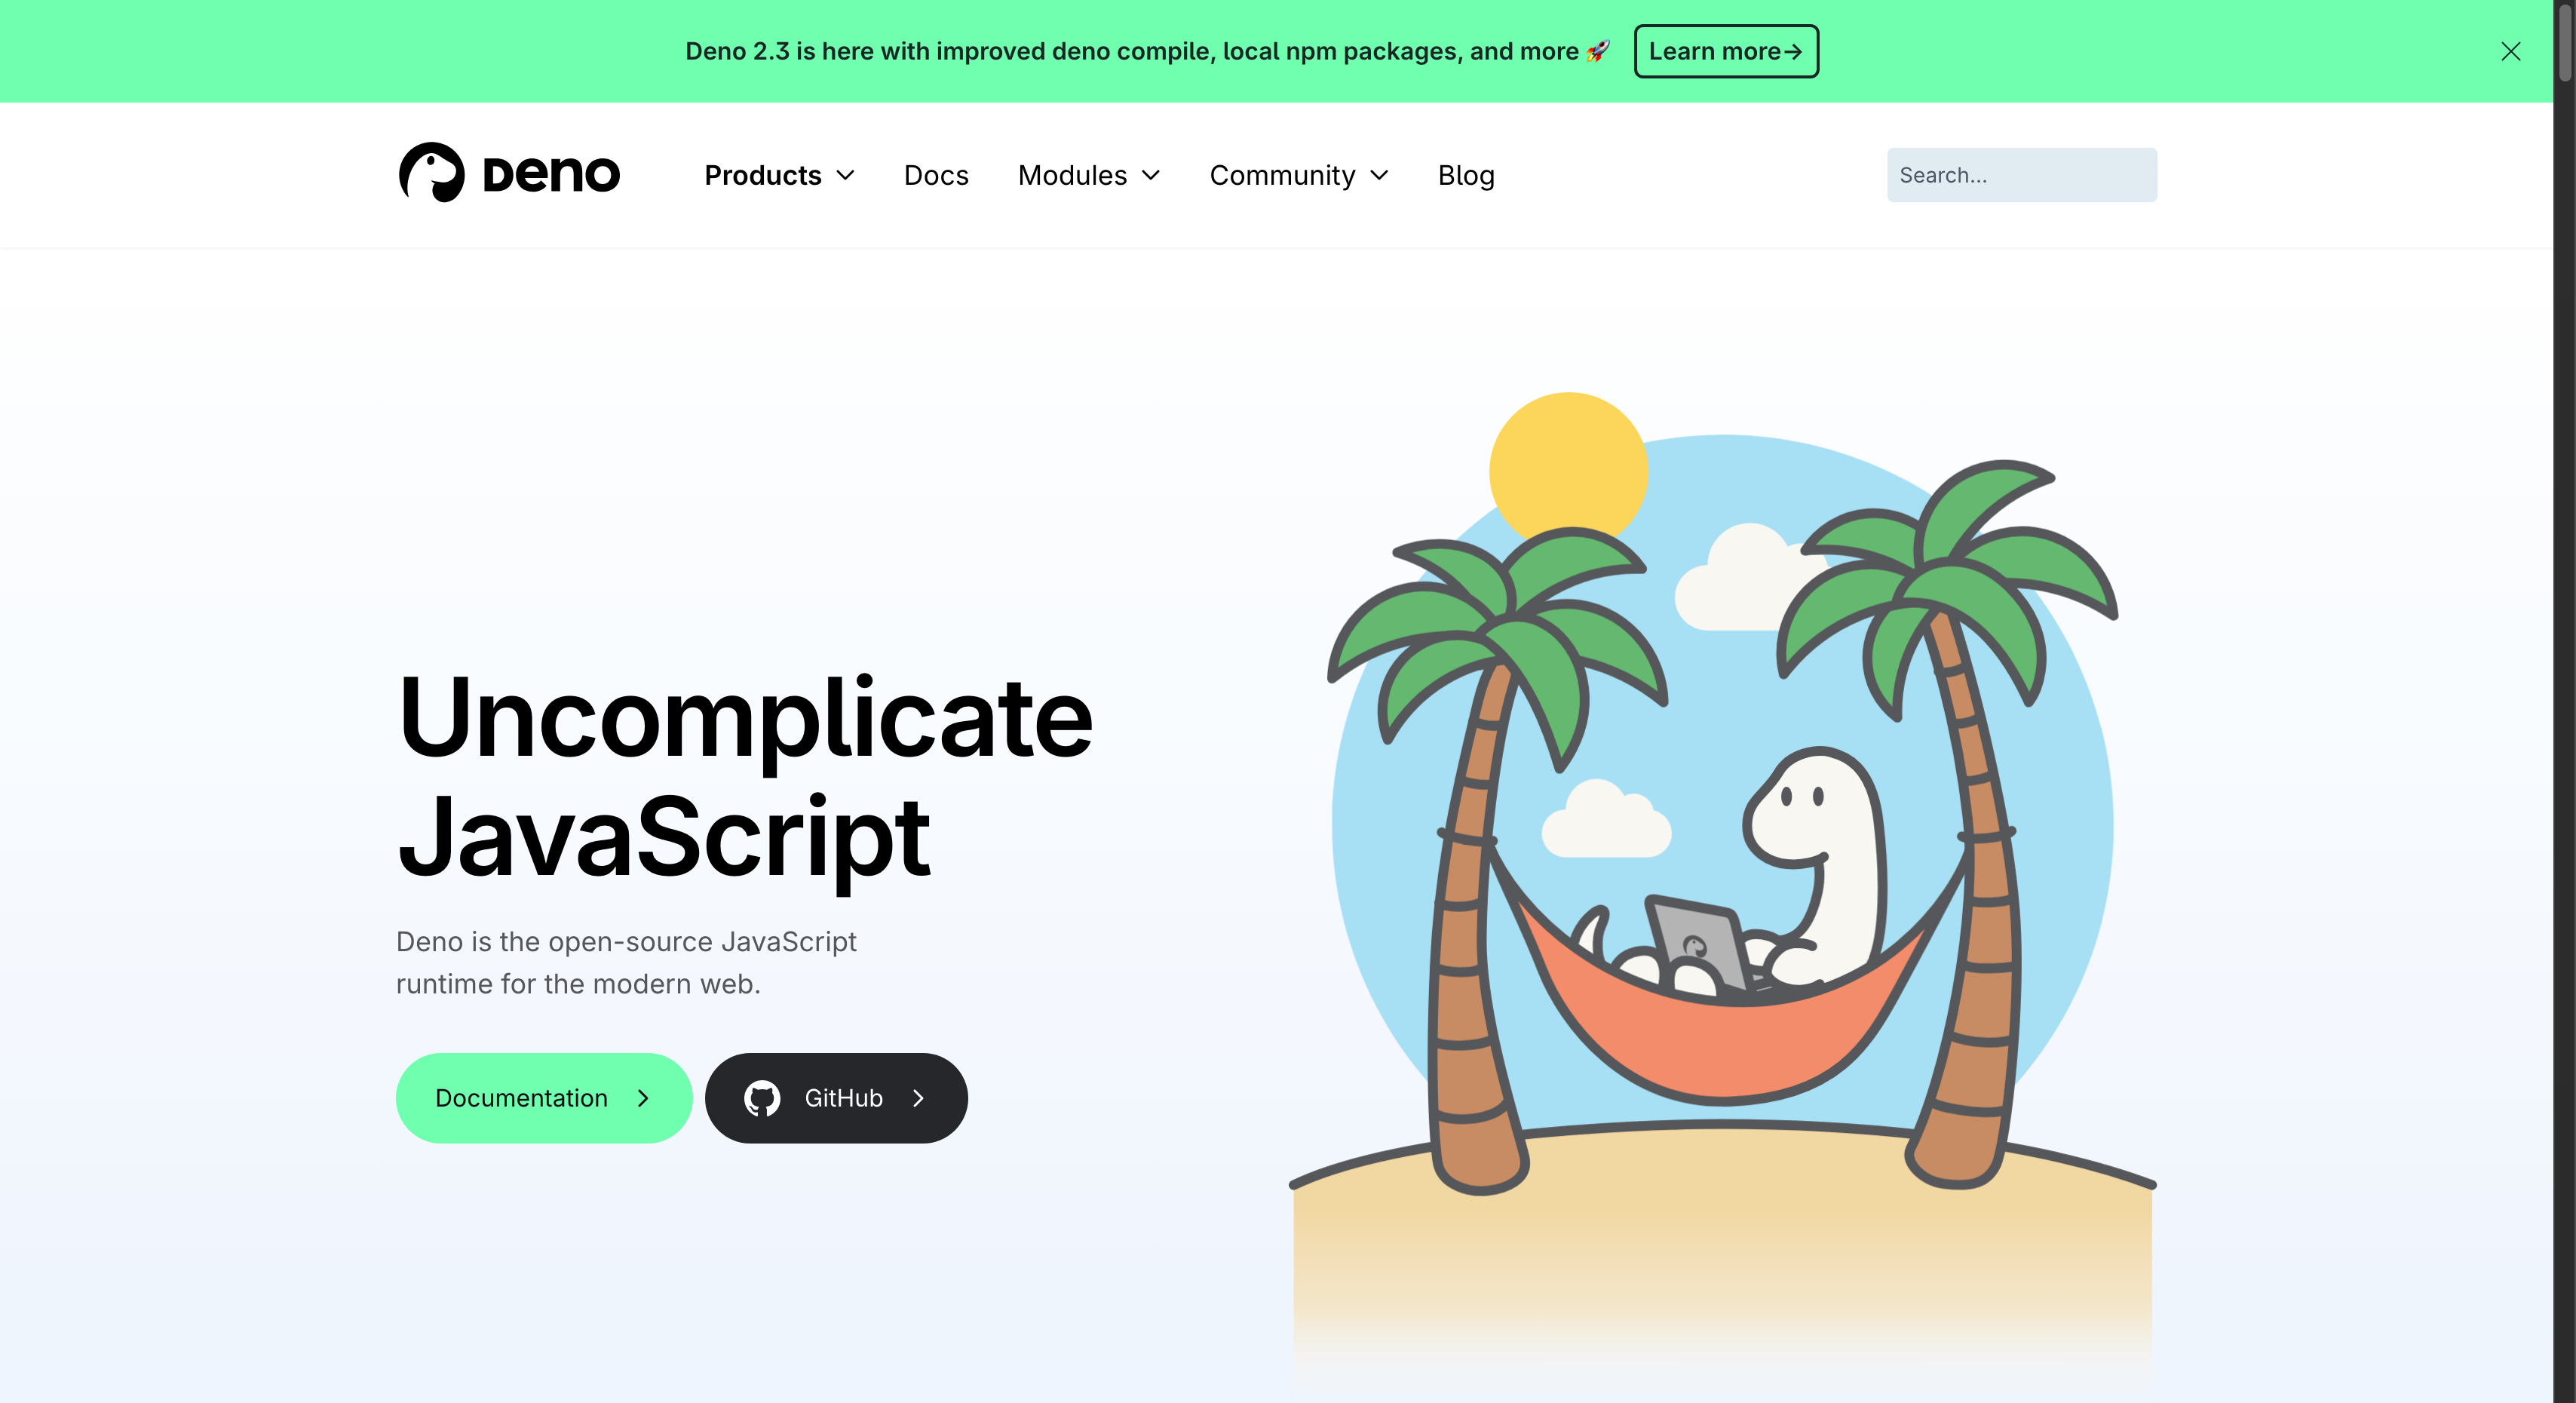 Deno 2.3 is here with improved deno compile, local npm packages, and more 🚀 Learn more→
Deno Products Docs Modules Community Blog Search...
Uncomplicate
JavaScript
Deno is the open-source JavaScript
runtime for the modern web.
Documentation GitHub